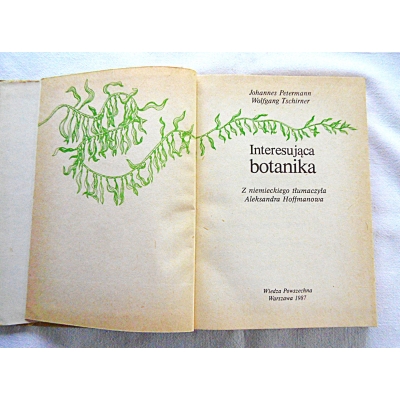 Johannes Petermann
Wolfgang Tschirner
Interesująca
botanika
Z niemieckiego tłumaczyła
Aleksandra Hoffmanowa
Wiedza Powszechna
Warszawa 1987